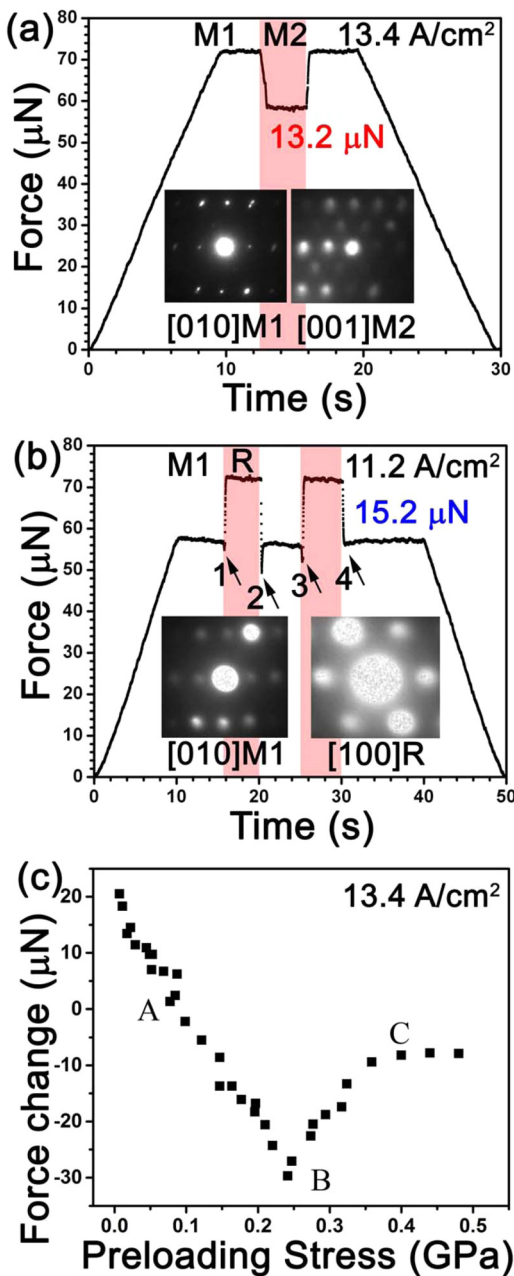 (a)
M1 M2 13.4 A/cm²
13.2 μN
[010]M1 [001]M2
Force (μN)
80
70
60
50
40
30
20
10
0
0 10 20 30
Time (s)
(b)
M1 R 11.2 A/cm²
15.2 μN
1 2 3 4
[010]M1 [100]R
Force (μN)
80
70
60
50
40
30
20
10
0
0 10 20 30 40 50
Time (s)
(c)
13.4 A/cm²
A
B
C
Force change (μN)
20
10
0
-10
-20
-30
0.0 0.1 0.2 0.3 0.4 0.5
Preloading Stress (GPa)